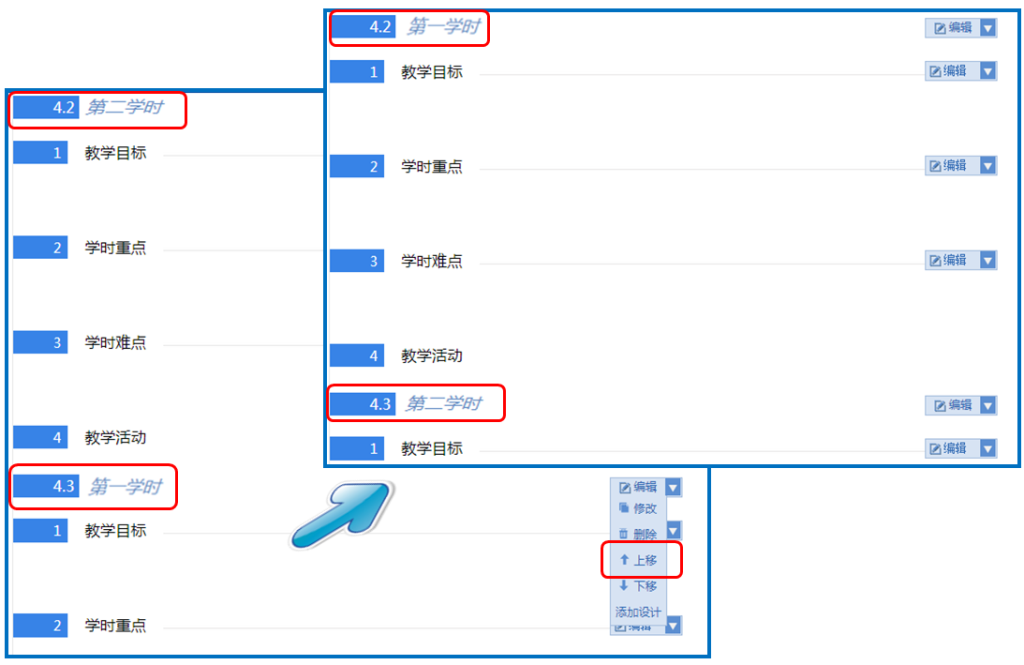 4.2 第一学时 编辑
1 教学目标 编辑
2 学时重点 编辑
3 学时难点 编辑
4 教学活动
4.3 第二学时 编辑
1 教学目标 编辑
4.2 第二学时
1 教学目标
2 学时重点
3 学时难点
4 教学活动
4.3 第一学时 编辑
修改
1 教学目标 删除
上移
下移
添加设计
2 学时重点 编辑